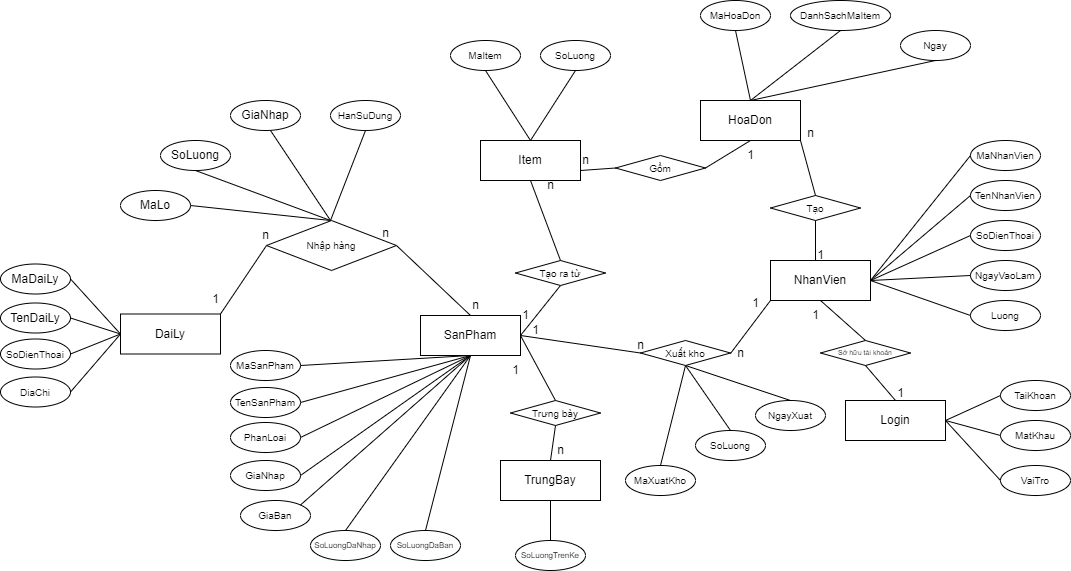 MaHoaDon
DanhSachMaItem
Ngay
MaItem
SoLuong
GiaNhap
HanSuDung
HoaDon
n
SoLuong
Item
n
Gồm
1
n
MaNhanVien
MaLo
Tạo
TenNhanVien
n
Nhập hàng
n
SoDienThoai
1
MaDaiLy
Tạo ra từ
NhanVien
NgayVaoLam
TenDaiLy
1
DaiLy
n
SanPham
1
1
1
1
Luong
SoDienThoai
n
Xuất kho
n
Sở hữu tài khoản
MaSanPham
1
DiaChi
1
TenSanPham
Trưng bày
NgayXuat
TaiKhoan
Login
PhanLoai
SoLuong
MatKhau
n
GiaNhap
TrungBay
MaXuatKho
VaiTro
GiaBan
SoLuongDaNhap
SoLuongDaBan
SoLuongTrenKe